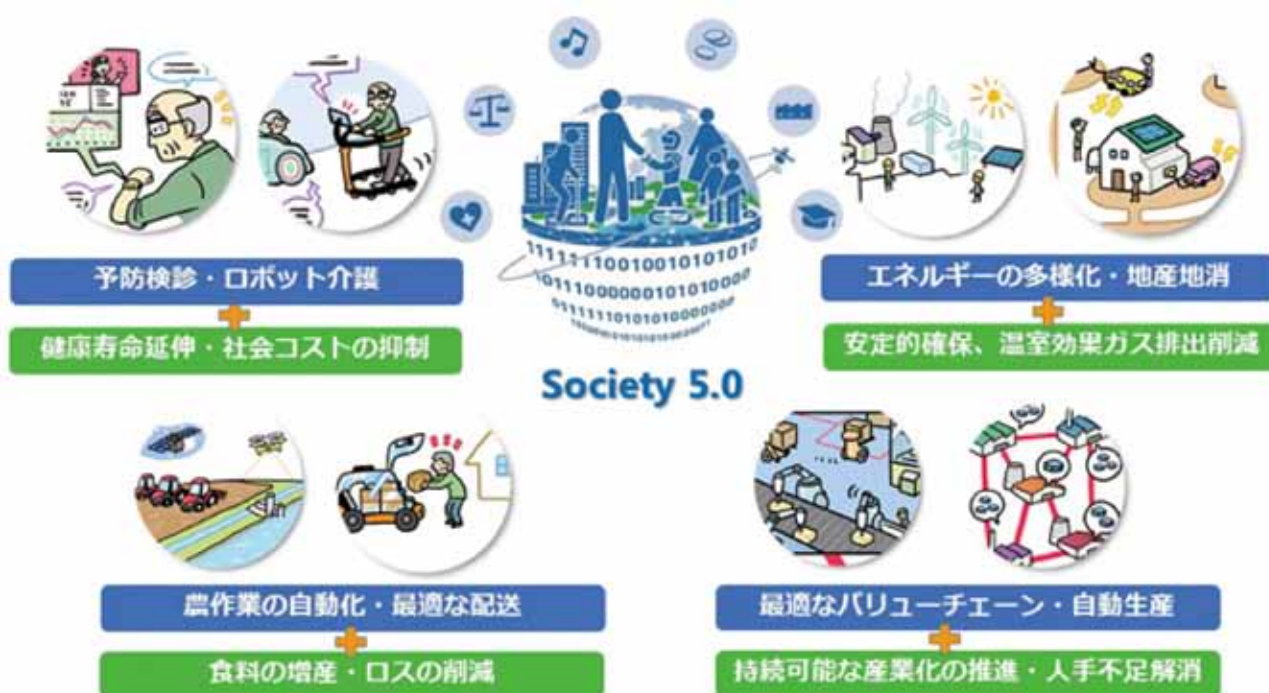 予防検診・ロボット介護
健康寿命延伸・社会コストの抑制
エネルギーの多様化・地産地消
安定的確保、温室効果ガス排出削減
Society 5.0
農作業の自動化・最適な配送
食料の増産・ロスの削減
最適なバリューチェーン・自動生産
持続可能な産業化の推進・人手不足解消